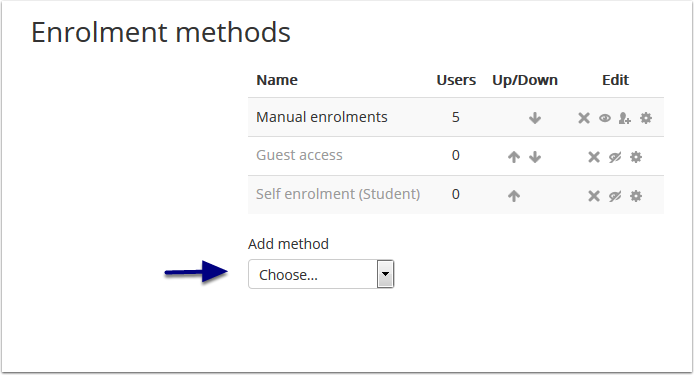 Enrolment methods
Name Users Up/Down Edit
Manual enrolments 5
Guest access 0
Self enrolment (Student) 0
Add method
Choose...